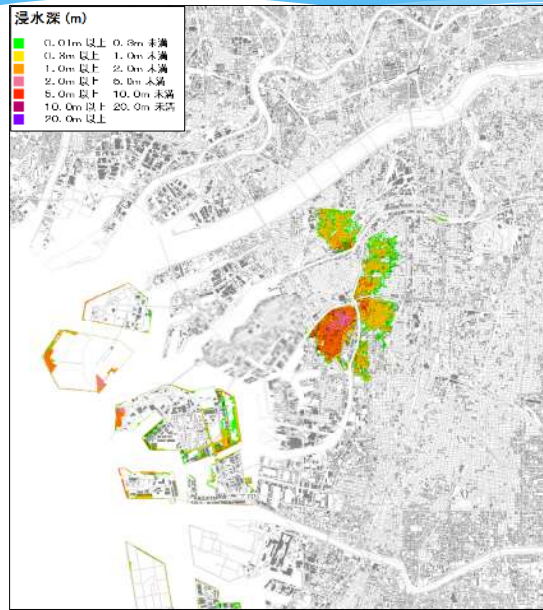 浸水深(m)
0.01m 以上 0.3m 未満
0.3m 以上 1.0m 未満
1.0m 以上 2.0m 未満
2.0m 以上 5.0m 未満
5.0m 以上 10.0m 未満
10.0m 以上 20.0m 未満
20.0m 以上